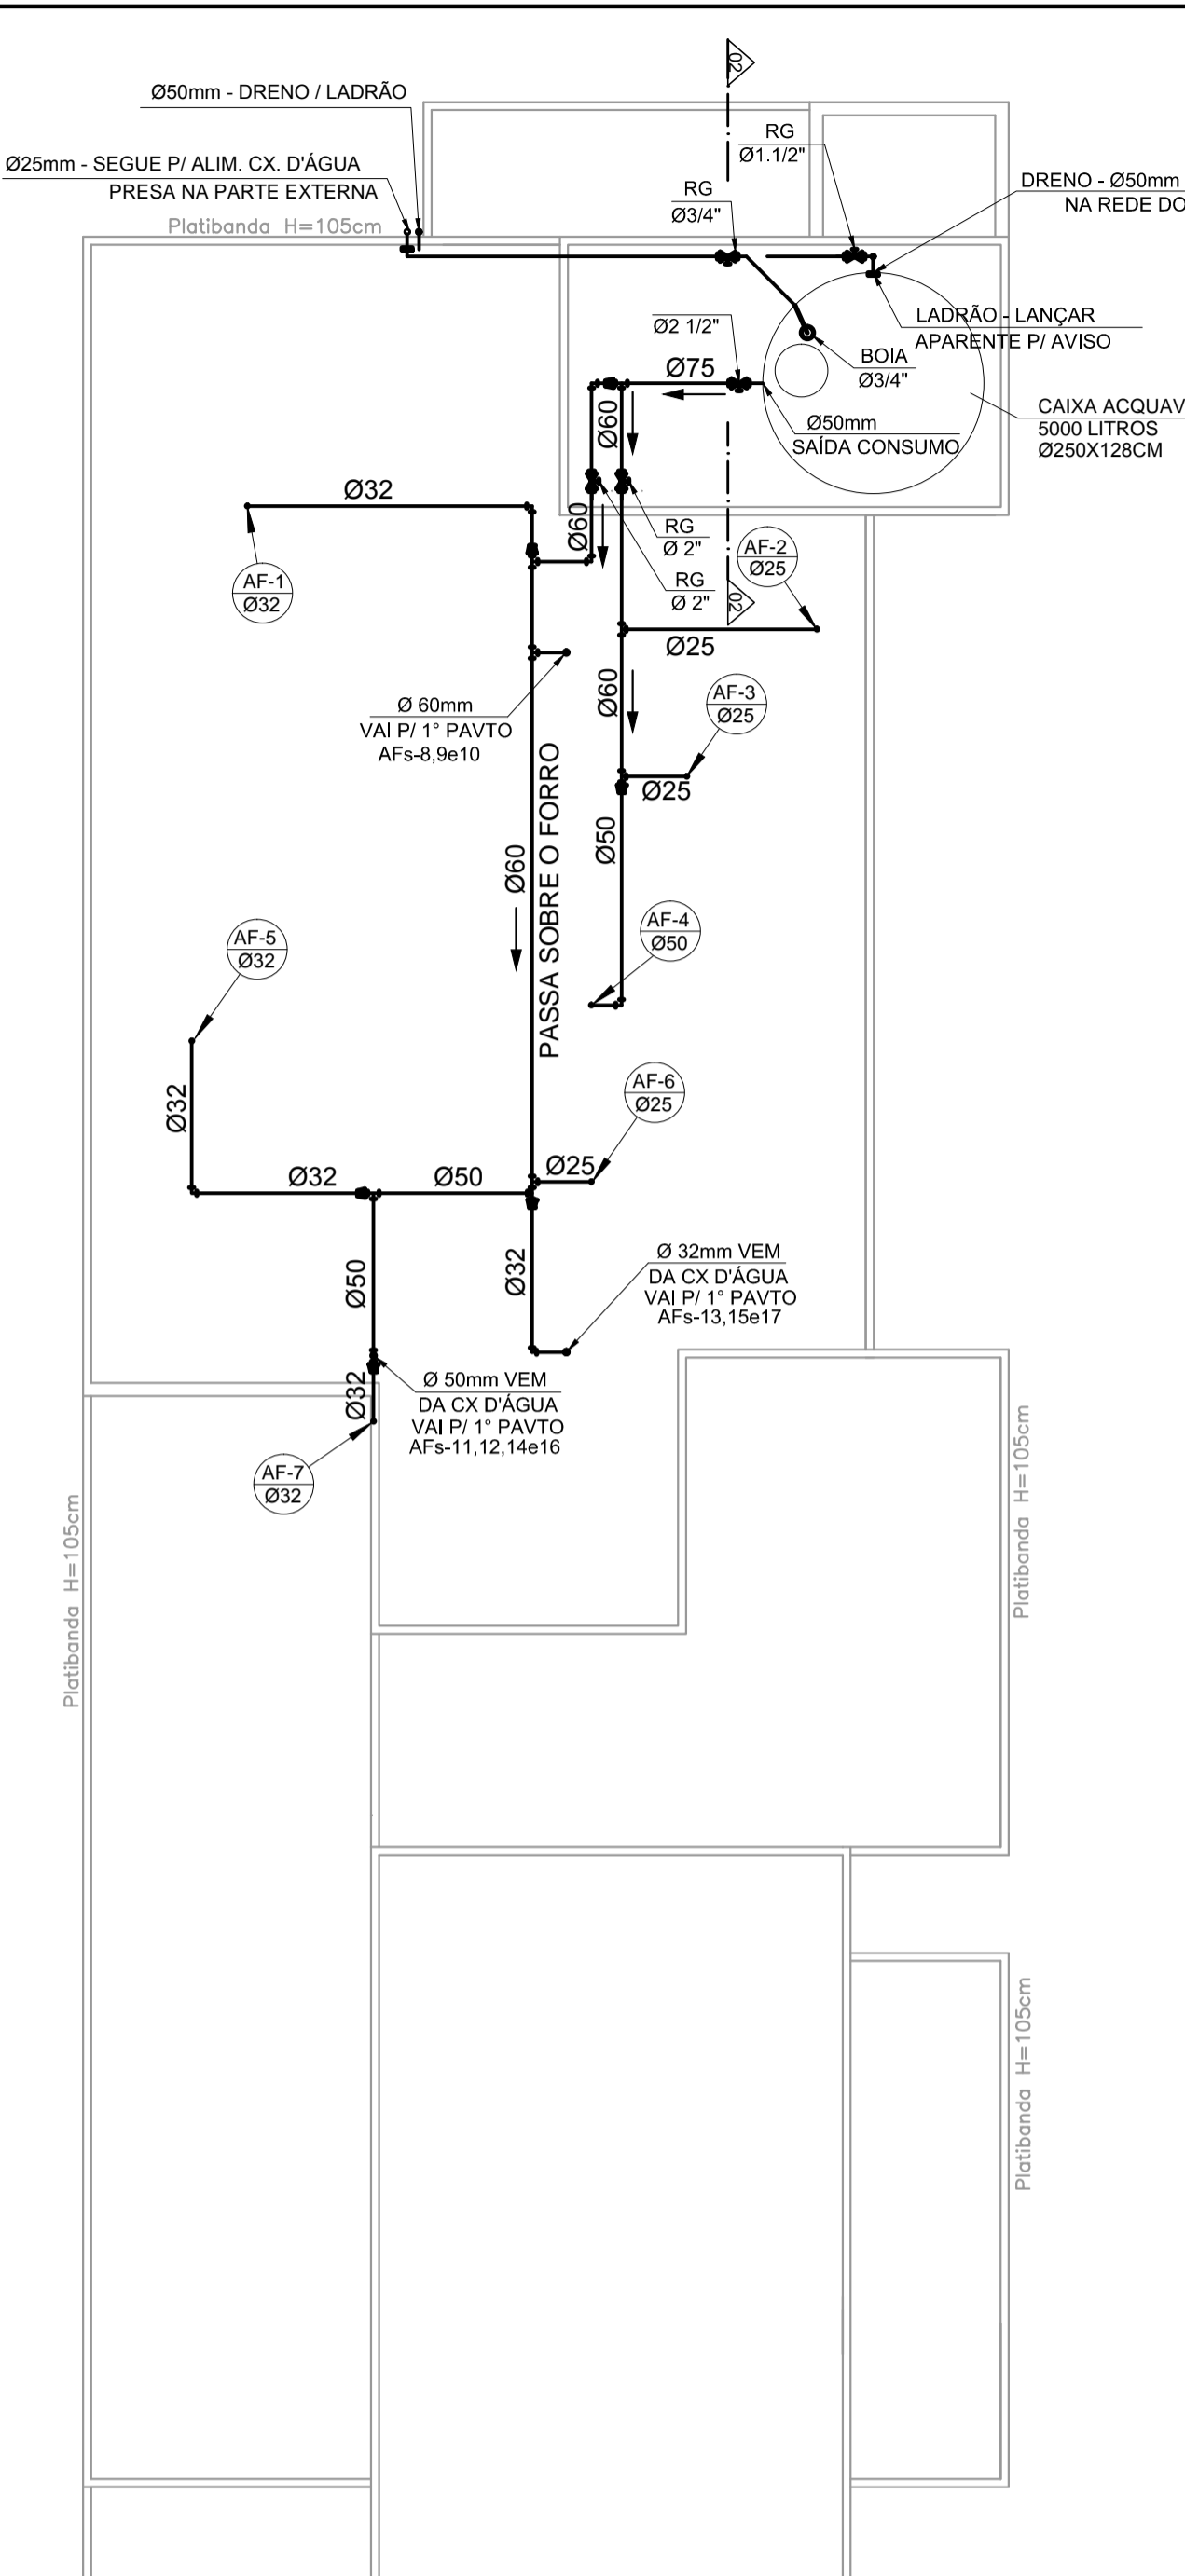 02
Ø50mm - DRENO / LADRÃO
RG
Ø1.1/2"
Ø25mm - SEGUE P/ ALIM. CX. D'ÁGUA
PRESA NA PARTE EXTERNA
RG
Ø3/4"
DRENO - Ø50mm
NA REDE DO
Platibanda H=105cm
LADRÃO - LANÇAR
APARENTE P/ AVISO
Ø2 1/2"
BOIA
Ø3/4"
Ø75
Ø60
Ø50mm
SAÍDA CONSUMO
CAIXA ACQUAV
5000 LITROS
Ø250X128CM
Ø32
Ø60
RG
Ø 2"
RG
Ø 2"
AF-2
Ø25
AF-1
Ø32
02
Ø25
Ø60
AF-3
Ø25
Ø 60mm
VAI P/ 1° PAVTO
AFs-8,9e10
Ø25
PASSA SOBRE O FORRO
Ø60
Ø50
AF-4
Ø50
AF-5
Ø32
Ø32
AF-6
Ø25
Ø25
Ø32
Ø50
Ø32
Ø50
Ø 32mm VEM
DA CX D'ÁGUA
VAI P/ 1° PAVTO
AFs-13,15e17
Ø32
Ø 50mm VEM
DA CX D'ÁGUA
VAI P/ 1° PAVTO
AFs-11,12,14e16
AF-7
Ø32
Platibanda H=105cm
Platibanda H=105cm
Platibanda H=105cm